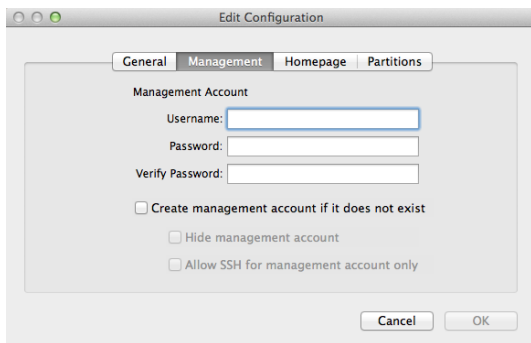 Edit Configuration
General Management Homepage Partitions
Management Account
Username:
Password:
Verify Password:
Create management account if it does not exist
Hide management account
Allow SSH for management account only
Cancel OK